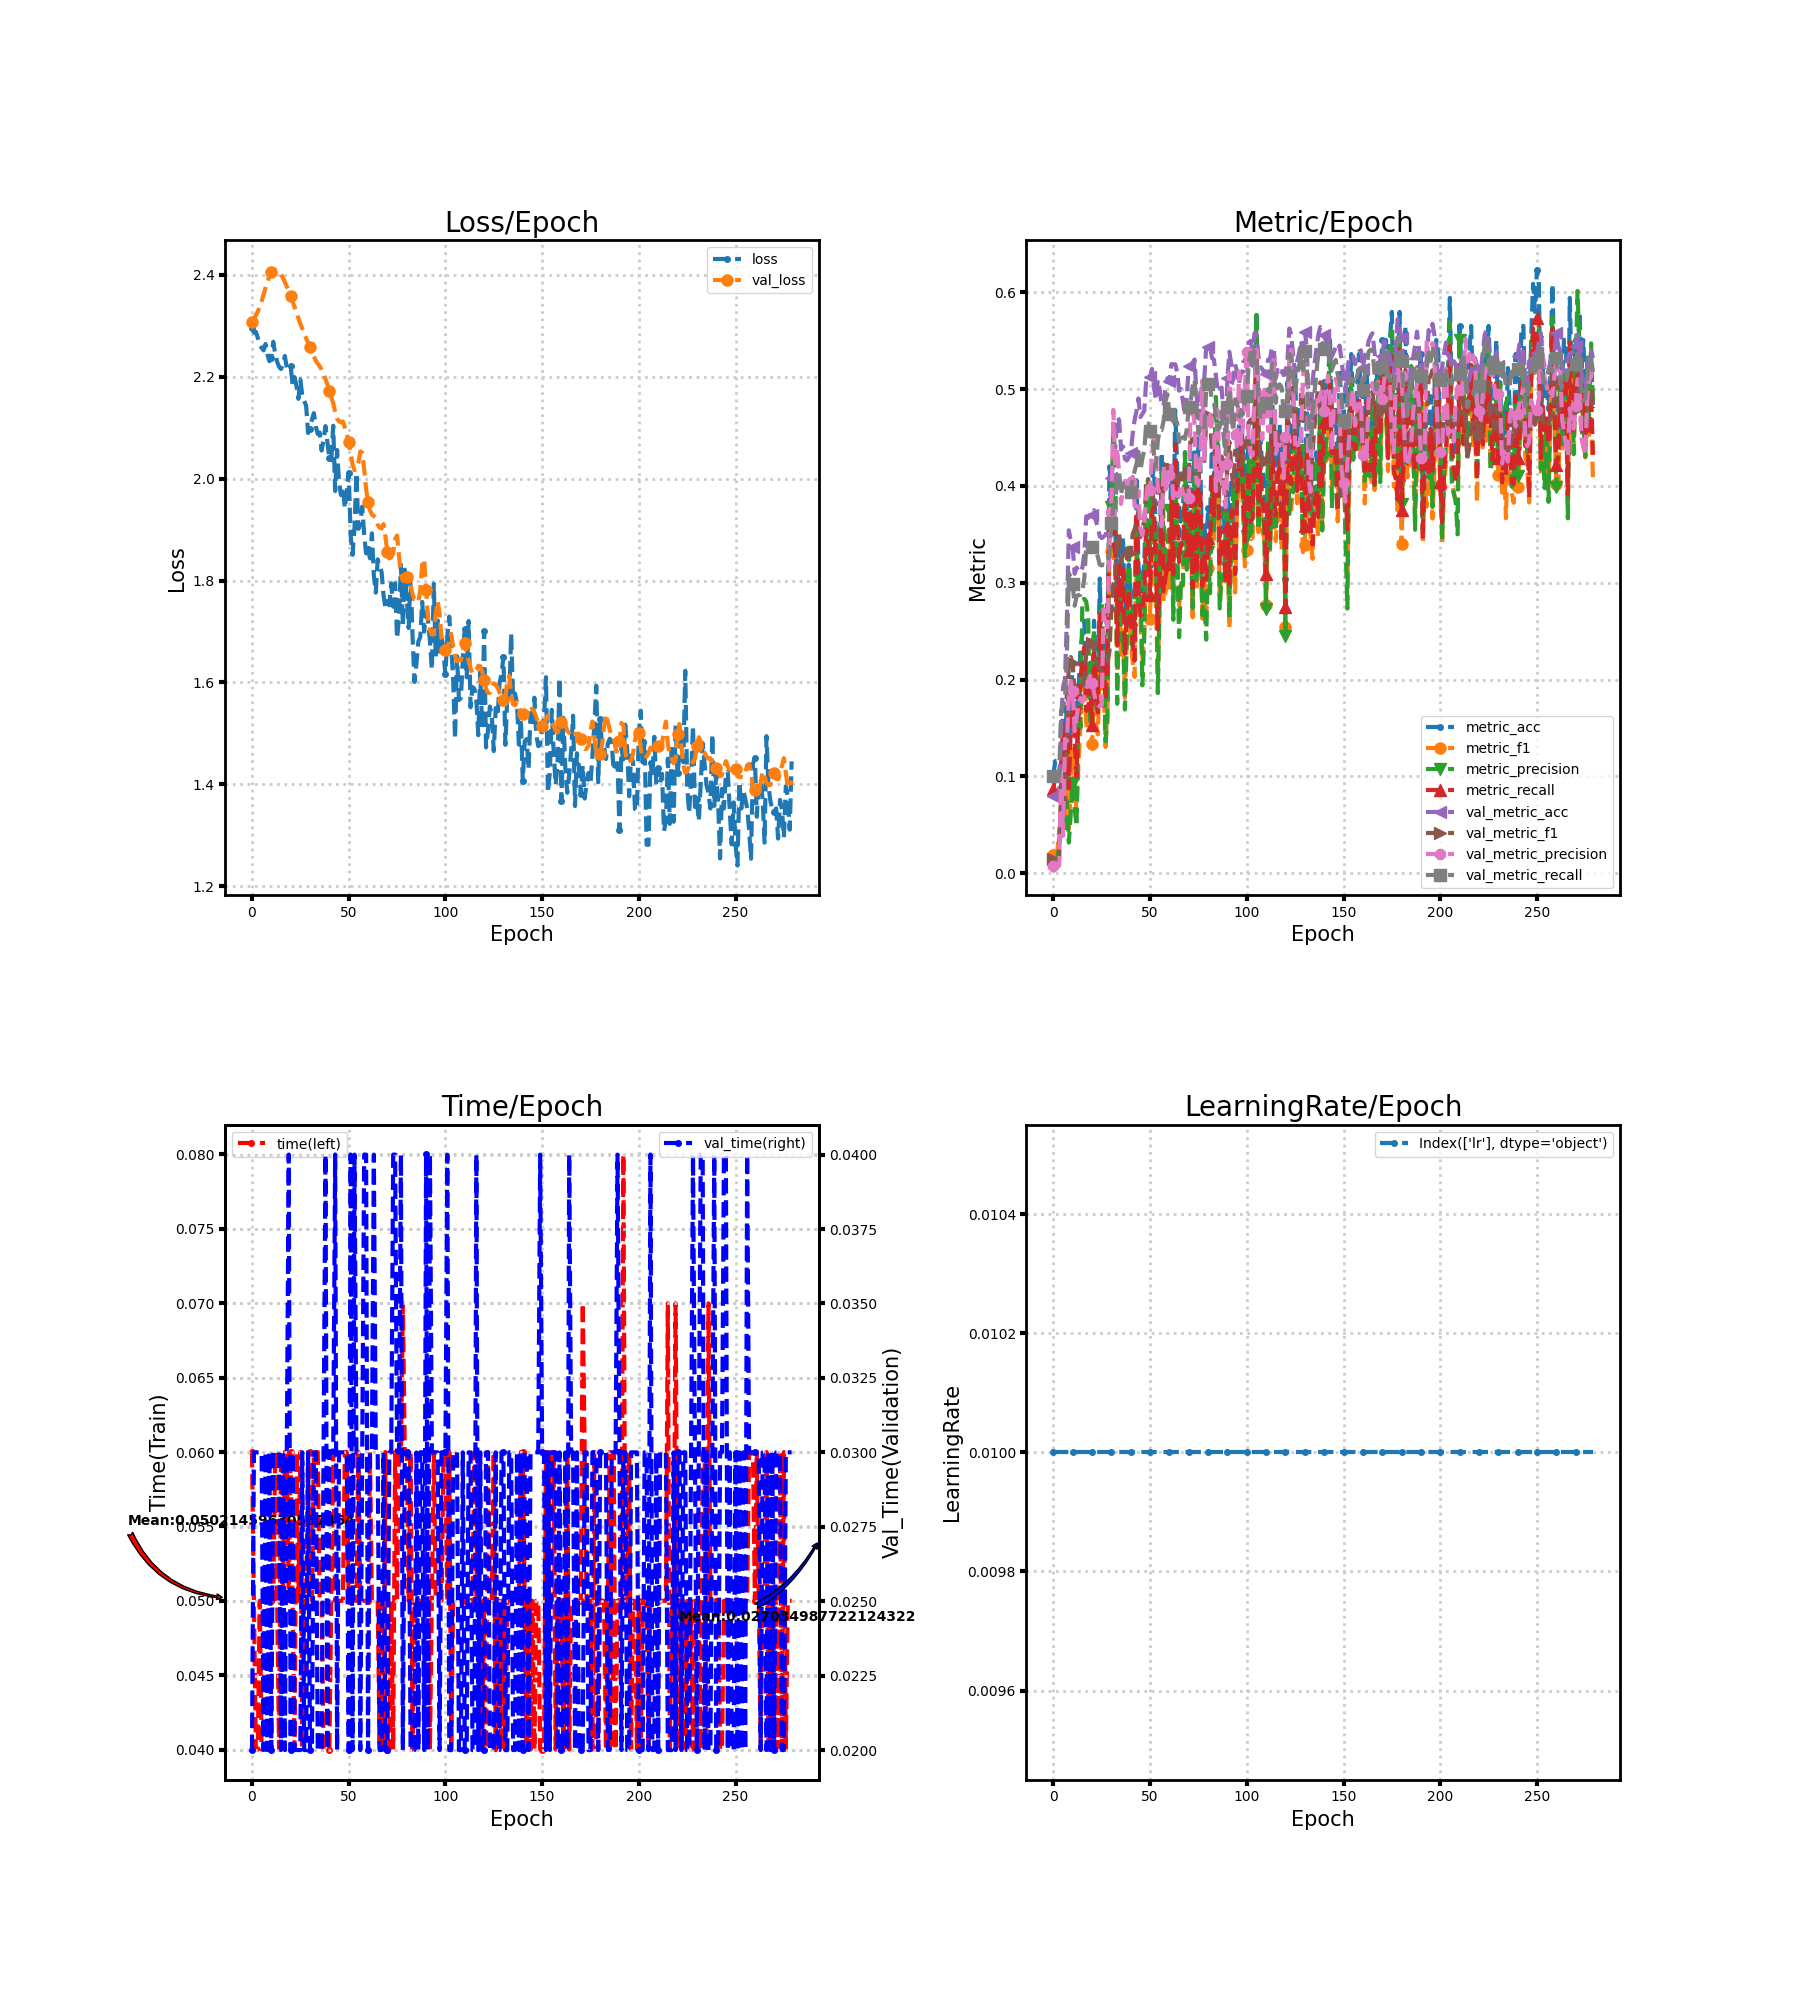 Loss/Epoch
2.4
2.2
2.0
1.8
1.6
1.4
1.2
Loss
loss
val_loss
0 50 100 150 200 250
Epoch
Metric/Epoch
0.6
0.5
0.4
0.3
0.2
0.1
0.0
Metric
metric_acc
metric_f1
metric_precision
metric_recall
val_metric_acc
val_metric_f1
val_metric_precision
val_metric_recall
0 50 100 150 200 250
Epoch
Time/Epoch
time(left)
val_time(right)
0.080
0.075
0.070
0.065
0.060
0.055
0.050
0.045
0.040
Time(Train)
0.0400
0.0375
0.0350
0.0325
0.0300
0.0275
0.0250
0.0225
0.0200
Val_Time(Validation)
Mean:0.027034987722124322
0 50 100 150 200 250
Epoch
LearningRate/Epoch
Index(['lr'], dtype='object')
0.0104
0.0102
0.0100
0.0098
0.0096
LearningRate
0 50 100 150 200 250
Epoch